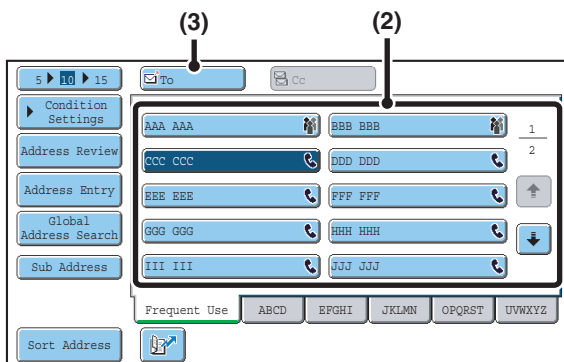 (3) (2)
5 10 15 To Cc
Condition
Settings
AAA AAA BBB BBB 1
Address Review CCC CCC DDD DDD 2
Address Entry EEE EEE FFF FFF
Global
Address Search GGG GGG HHH HHH
Sub Address III III JJJ JJJ
Frequent Use ABCD EFGHI JKLMN OPQRST UVWXYZ
Sort Address